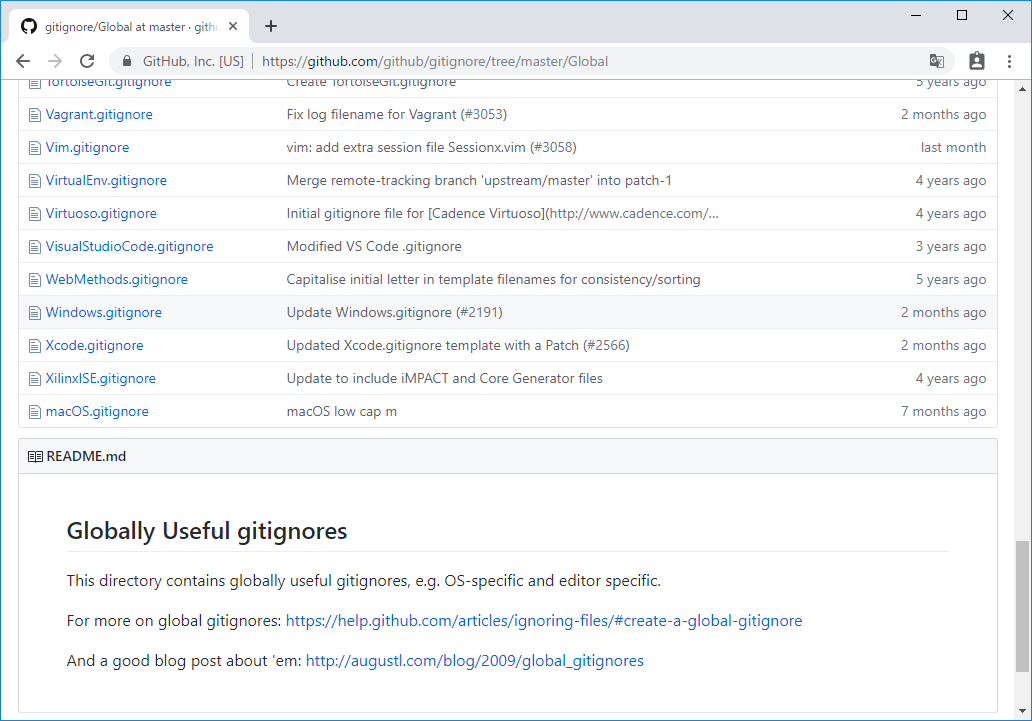 gitignore/Global at master · githu
GitHub, Inc. [US] | https://github.com/github/gitignore/tree/master/Global
TortoiseGit.gitignore Create TortoiseGit.gitignore 5 years ago
Vagrant.gitignore Fix log filename for Vagrant (#3053) 2 months ago
Vim.gitignore vim: add extra session file Sessionx.vim (#3058) last month
VirtualEnv.gitignore Merge remote-tracking branch 'upstream/master' into patch-1 4 years ago
Virtuoso.gitignore Initial gitignore file for [Cadence Virtuoso](http://www.cadence.com/... 4 years ago
VisualStudioCode.gitignore Modified VS Code .gitignore 3 years ago
WebMethods.gitignore Capitalise initial letter in template filenames for consistency/sorting 5 years ago
Windows.gitignore Update Windows.gitignore (#2191) 2 months ago
Xcode.gitignore Updated Xcode.gitignore template with a Patch (#2566) 2 months ago
XilinxISE.gitignore Update to include iMPACT and Core Generator files 4 years ago
macOS.gitignore macOS low cap m 7 months ago
README.md
Globally Useful gitignores
This directory contains globally useful gitignores, e.g. OS-specific and editor specific.
For more on global gitignores: https://help.github.com/articles/ignoring-files/#create-a-global-gitignore
And a good blog post about 'em: http://augustl.com/blog/2009/global_gitignores